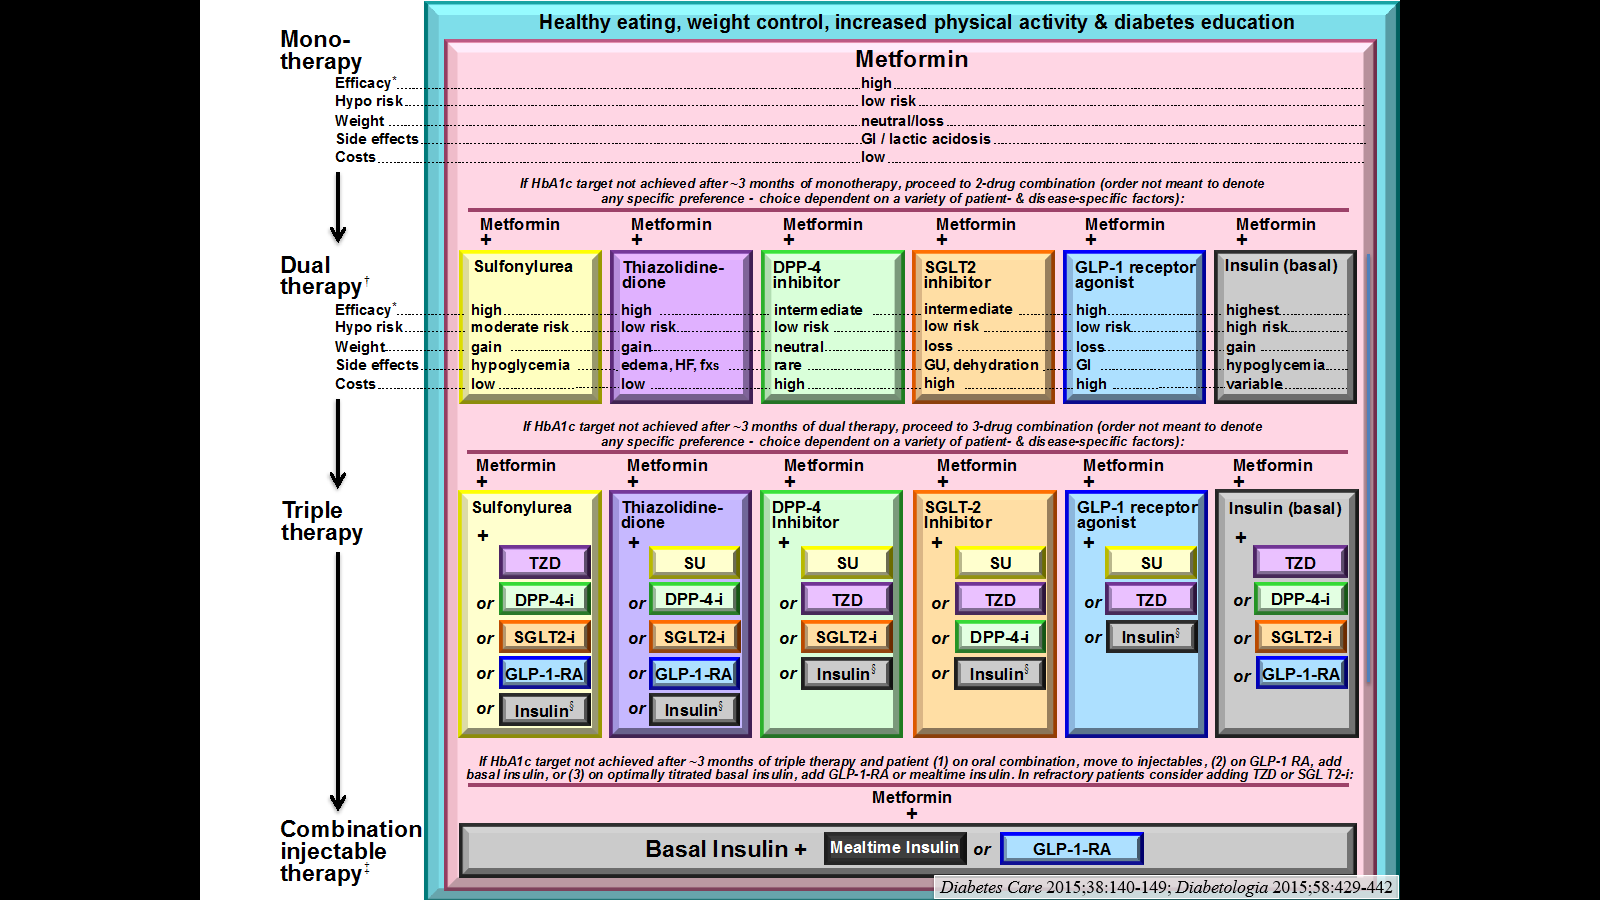 Healthy eating, weight control, increased physical activity & diabetes education
Mono-
therapy
Metformin
Efficacy* high
Hypo risk low risk
Weight neutral/loss
Side effects GI / lactic acidosis
Costs low
If HbA1c target not achieved after ~3 months of monotherapy, proceed to 2-drug combination (order not meant to denote
any specific preference - choice dependent on a variety of patient- & disease-specific factors):
Metformin Metformin Metformin Metformin Metformin Metformin
+ + + + + +
Dual
therapy†
Sulfonylurea
Thiazolidine-
dione
DPP-4
inhibitor
SGLT2
inhibitor
GLP-1 receptor
agonist
Insulin (basal)
Efficacy* high high intermediate intermediate high highest
Hypo risk moderate risk low risk low risk low risk low risk high risk
Weight gain gain neutral loss loss gain
Side effects hypoglycemia edema, HF, fxs rare GU, dehydration GI hypoglycemia
Costs low low high high high variable
If HbA1c target not achieved after ~3 months of dual therapy, proceed to 3-drug combination (order not meant to denote
any specific preference - choice dependent on a variety of patient- & disease-specific factors):
Metformin Metformin Metformin Metformin Metformin Metformin
+ + + + + +
Triple
therapy
Sulfonylurea
+
TZD
or DPP-4-i
or SGLT2-i
or GLP-1-RA
or Insulin§
Thiazolidine-
dione
+
SU
or DPP-4-i
or SGLT2-i
or GLP-1-RA
or Insulin§
DPP-4
Inhibitor
+
SU
or TZD
or SGLT2-i
or Insulin§
SGLT-2
Inhibitor
+
SU
or TZD
or DPP-4-i
or Insulin§
GLP-1 receptor
agonist
+
SU
or TZD
or Insulin§
Insulin (basal)
+
TZD
or DPP-4-i
or SGLT2-i
or GLP-1-RA
If HbA1c target not achieved after ~3 months of triple therapy and patient (1) on oral combination, move to injectables, (2) on GLP-1 RA, add
basal insulin, or (3) on optimally titrated basal insulin, add GLP-1-RA or mealtime insulin. In refractory patients consider adding TZD or SGL T2-i:
Metformin
+
Combination
injectable
therapy‡
Basal Insulin + Mealtime Insulin or GLP-1-RA
Diabetes Care 2015;38:140-149; Diabetologia 2015;58:429-442